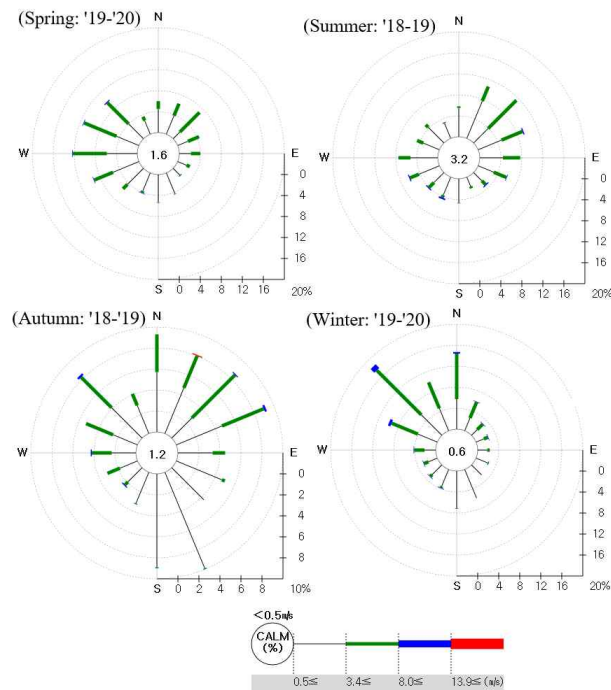 (Spring: '19-'20)
N
W
1.6
E
0
4
8
12
16
S
0 4 8 12 16 20%
(Summer: '18-19)
N
W
3.2
E
0
4
8
12
16
S
0 4 8 12 16 20%
(Autumn: '18-'19)
N
W
1.2
E
0
2
4
6
8
S
0 2 4 6 8 10%
(Winter: '19-'20)
N
W
0.6
E
0
4
8
12
16
S
0 4 8 12 16 20%
<0.5m/s
CALM
(%)
0.5≤ 3.4≤ 8.0≤ 13.9≤ (m/s)